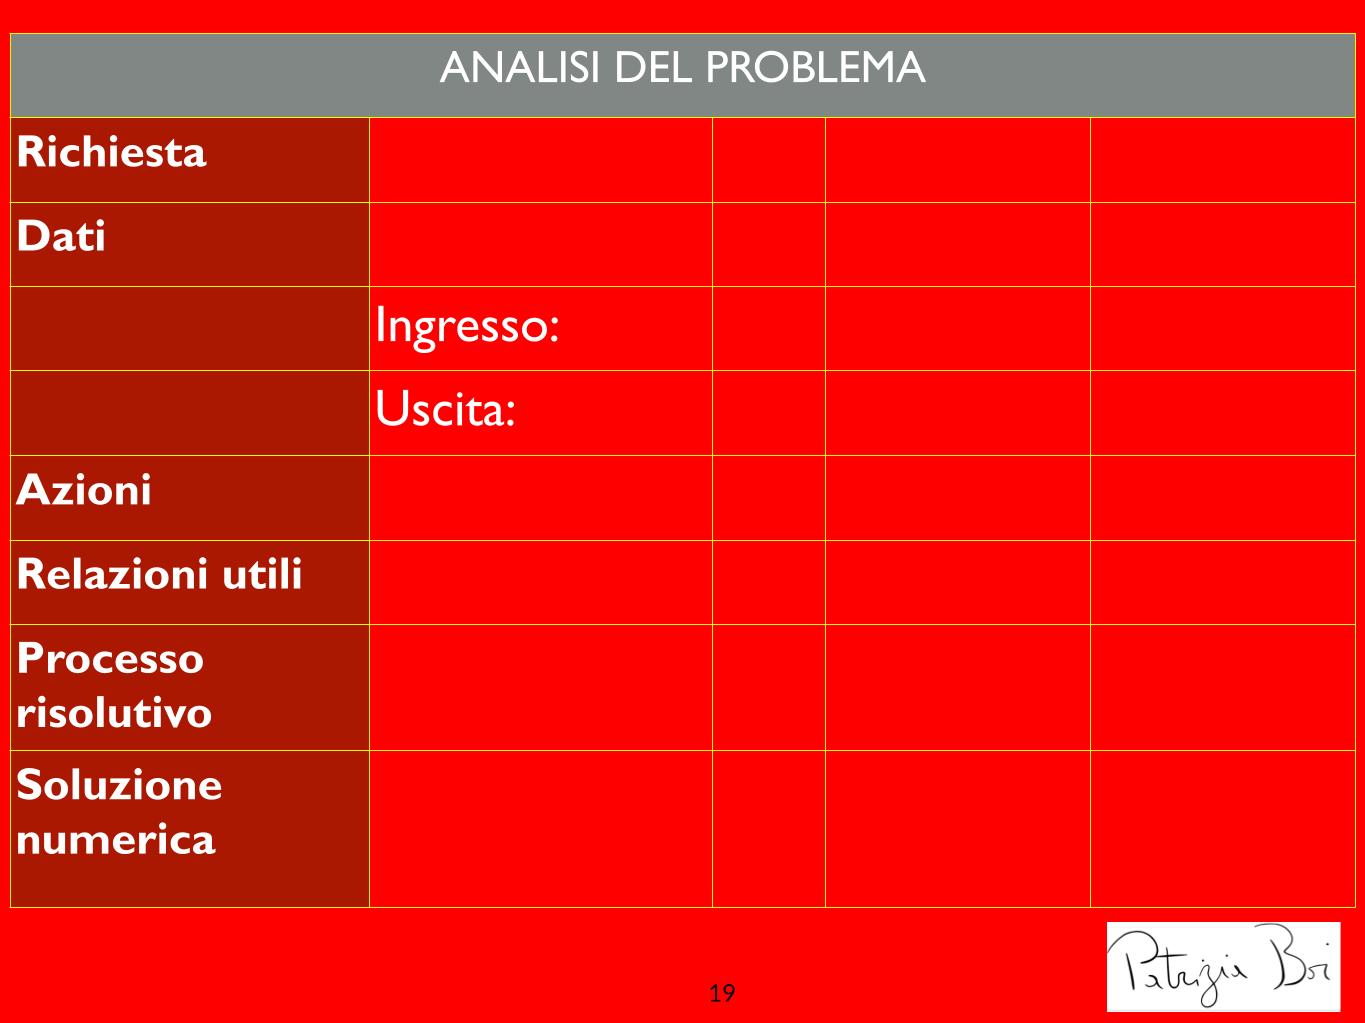 ANALISI DEL PROBLEMA
Richiesta
Dati
Ingresso:
Uscita:
Azioni
Relazioni utili
Processo
risolutivo
Soluzione
numerica
Patrizia Boi
19